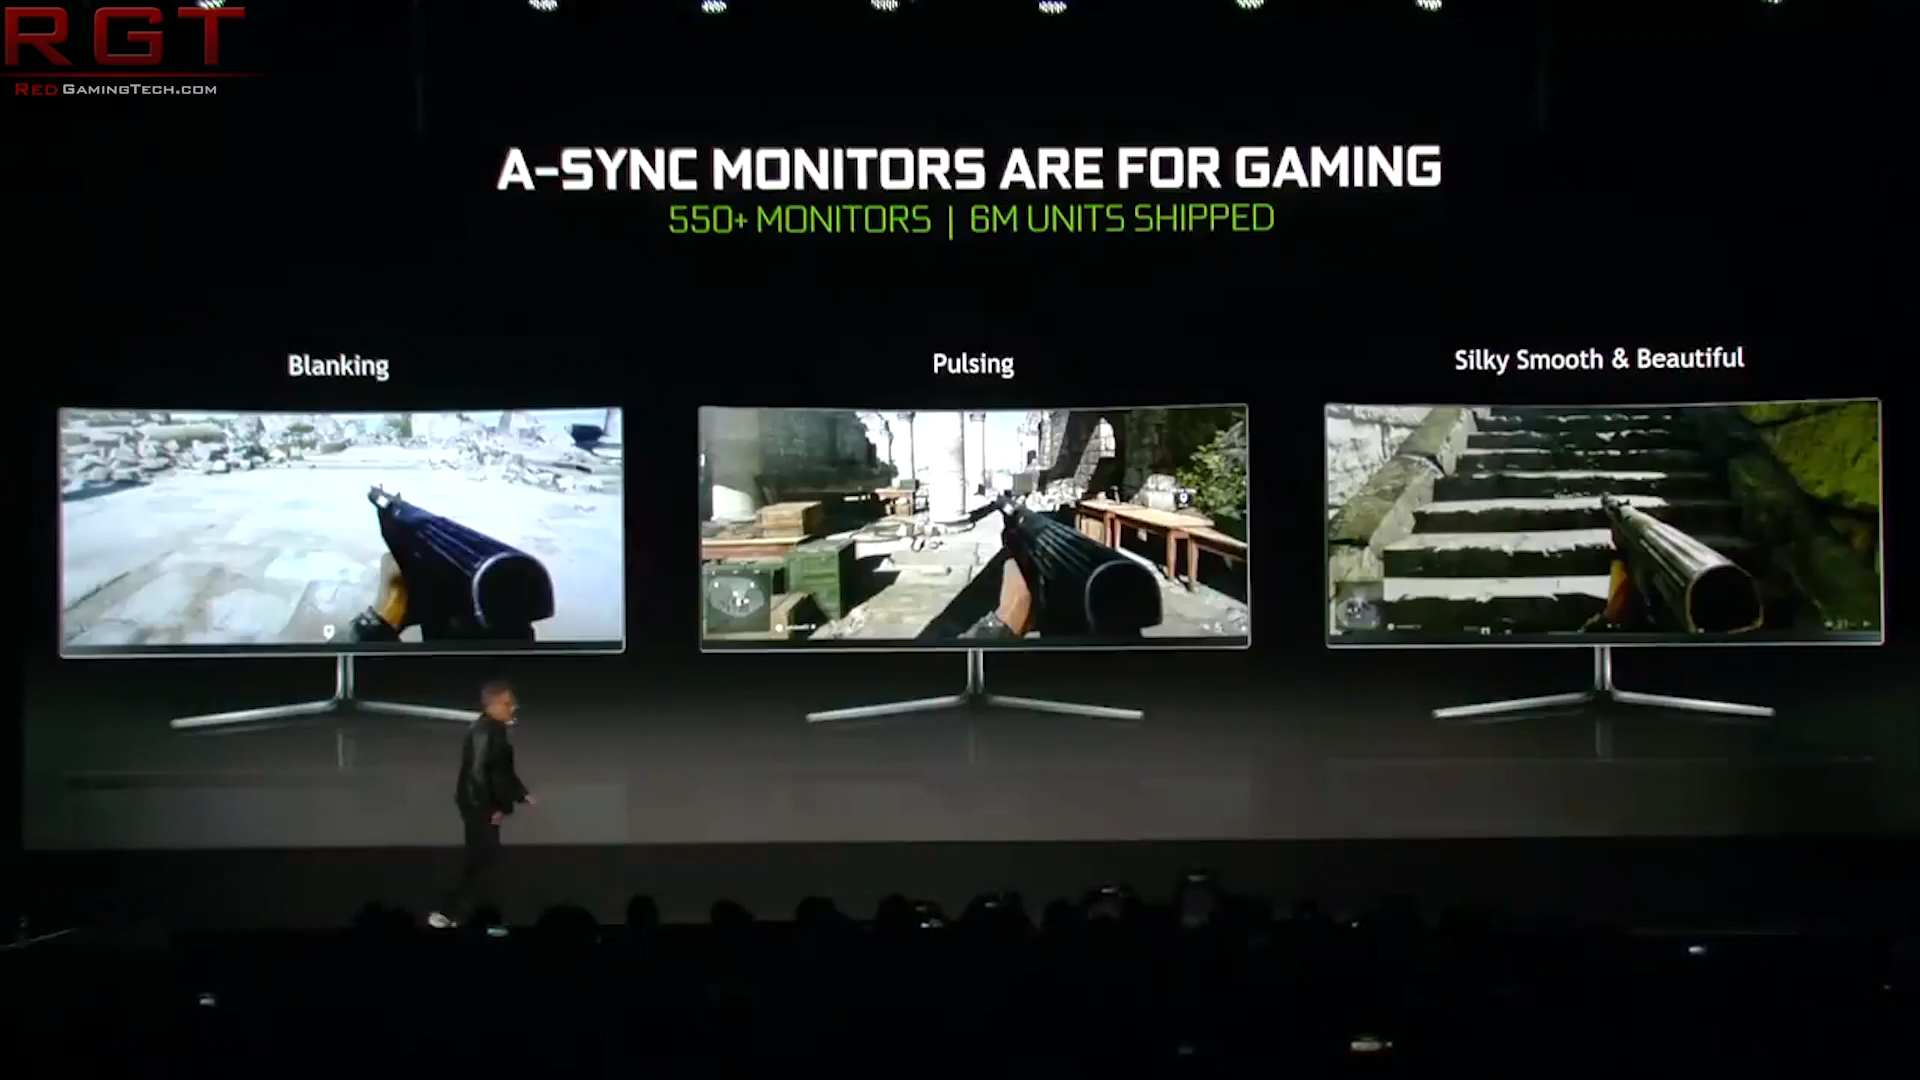 RGT
RedGamingTech.com
A-SYNC MONITORS ARE FOR GAMING
550+ MONITORS | 6M UNITS SHIPPED
Blanking
Pulsing
Silky Smooth & Beautiful